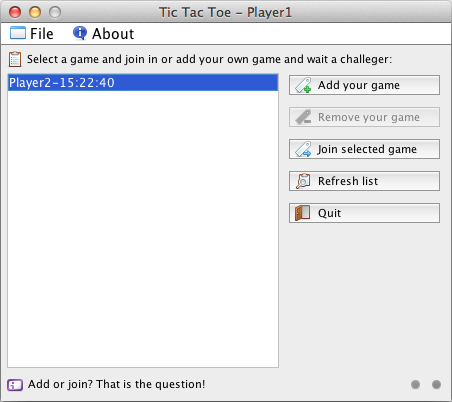 Tic Tac Toe - Player1
File About
Select a game and join in or add your own game and wait a challeger:
Player2-15:22:40
Add your game
Remove your game
Join selected game
Refresh list
Quit
Add or join? That is the question!